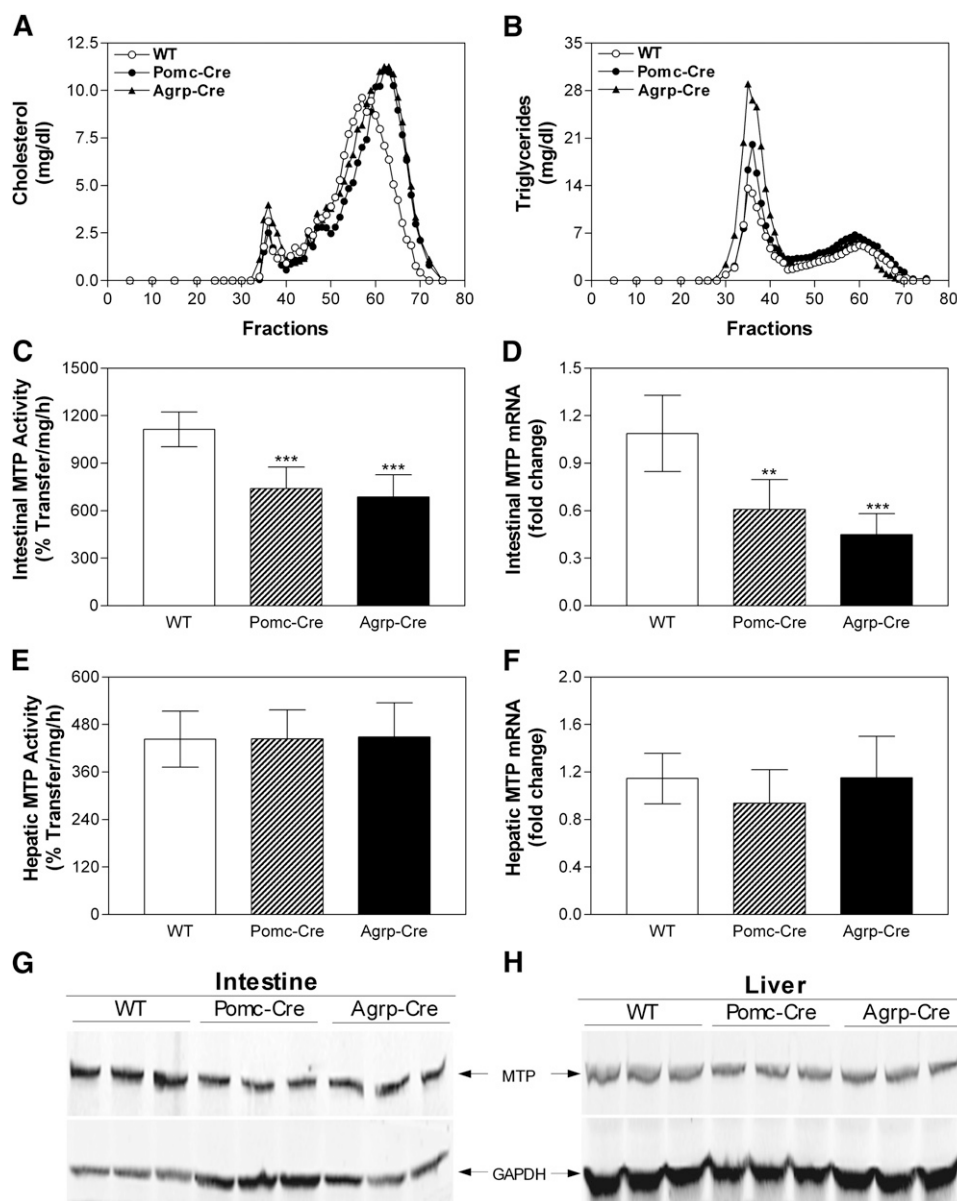 A
12.5
10.0
7.5
5.0
2.5
0.0
Cholesterol
(mg/dl)
WT
Pomc-Cre
Agrp-Cre
0 10 20 30 40 50 60 70 80
Fractions
B
35
28
21
14
7
0
Triglycerides
(mg/dl)
WT
Pomc-Cre
Agrp-Cre
0 10 20 30 40 50 60 70 80
Fractions
C
1500
1200
900
600
300
0
Intestinal MTP Activity
(% Transfer/mg/h)
*** ***
WT Pomc-Cre Agrp-Cre
D
1.5
1.2
0.9
0.6
0.3
0.0
Intestinal MTP mRNA
(fold change)
**
***
WT Pomc-Cre Agrp-Cre
E
600
480
360
240
120
0
Hepatic MTP Activity
(% Transfer/mg/h)
WT Pomc-Cre Agrp-Cre
F
2.0
1.6
1.2
0.8
0.4
0.0
Hepatic MTP mRNA
(fold change)
WT Pomc-Cre Agrp-Cre
G
Intestine
WT Pomc-Cre Agrp-Cre
H
Liver
WT Pomc-Cre Agrp-Cre
MTP
GAPDH